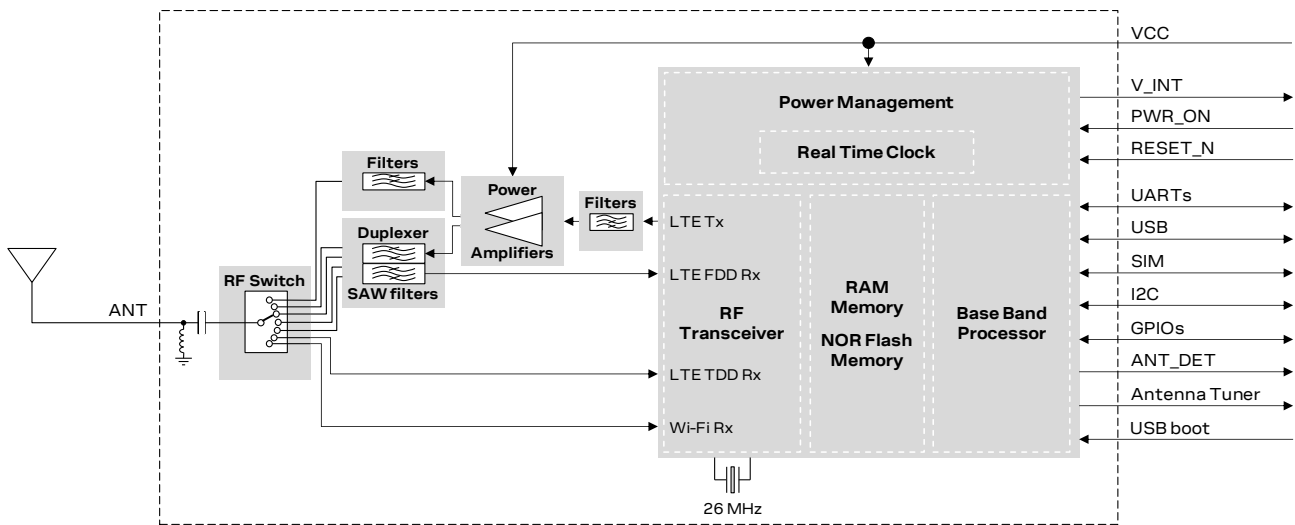 VCC
V_INT
Power Management
PWR_ON
Real Time Clock
RESET_N
Filters
Power
Amplifiers
Filters
LTE Tx
UARTs
Duplexer
SAW filters
USB
RF Switch
LTE FDD Rx
SIM
ANT
RF
Transceiver
RAM
Memory
NOR Flash
Memory
Base Band
Processor
I2C
GPIOs
LTE TDD Rx
ANT_DET
Antenna Tuner
Wi-Fi Rx
USB boot
26 MHz